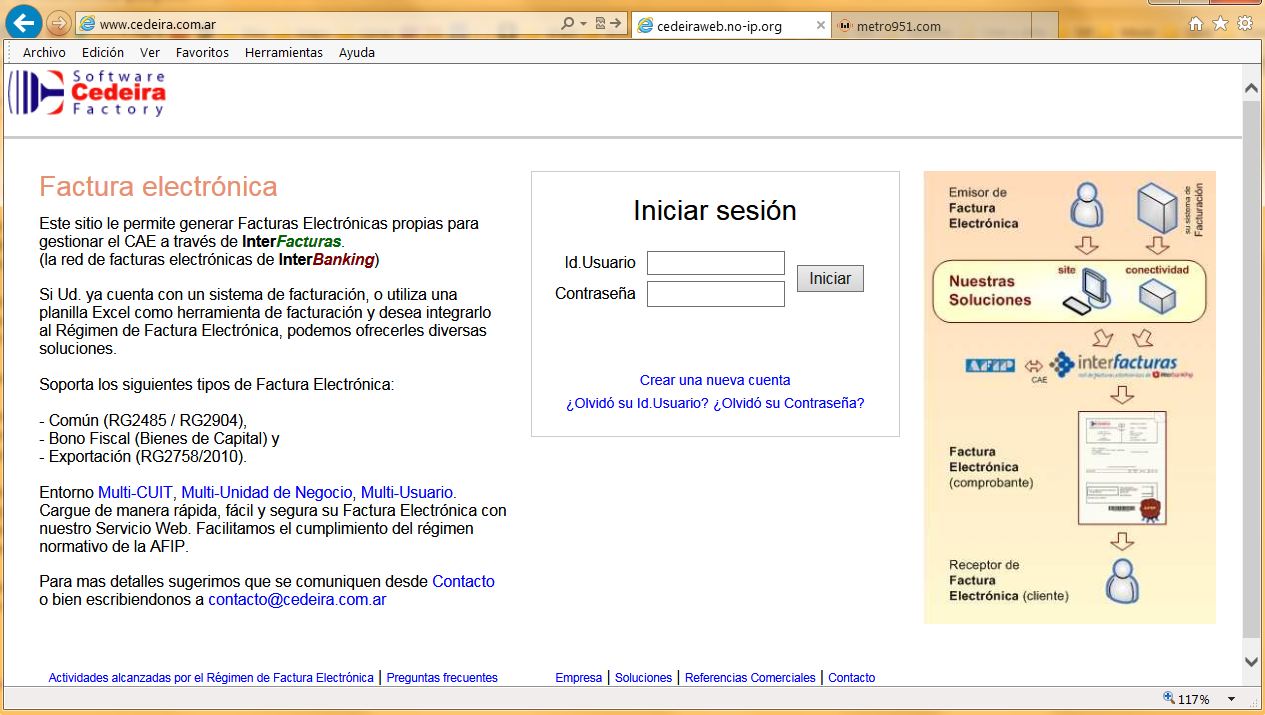 www.cedeira.com.ar
cedeiraweb.no-ip.org
metro951.com
Archivo Edición Ver Favoritos Herramientas Ayuda
Software
Cedeira
Factory
Factura electrónica
Este sitio le permite generar Facturas Electrónicas propias para
gestionar el CAE a través de InterFacturas.
(la red de facturas electrónicas de InterBanking)
Si Ud. ya cuenta con un sistema de facturación, o utiliza una
planilla Excel como herramienta de facturación y desea integrarlo
al Régimen de Factura Electrónica, podemos ofrecerles diversas
soluciones.
Soporta los siguientes tipos de Factura Electrónica:
- Común (RG2485 / RG2904),
- Bono Fiscal (Bienes de Capital) y
- Exportación (RG2758/2010).
Entorno Multi-CUIT, Multi-Unidad de Negocio, Multi-Usuario.
Cargue de manera rápida, fácil y segura su Factura Electrónica con
nuestro Servicio Web. Facilitamos el cumplimiento del régimen
normativo de la AFIP.
Para mas detalles sugerimos que se comuniquen desde Contacto
o bien escribiendonos a contacto@cedeira.com.ar
Iniciar sesión
Id.Usuario
Contraseña
Iniciar
Crear una nueva cuenta
¿Olvidó su Id.Usuario? ¿Olvidó su Contraseña?
Emisor de
Factura
Electrónica
su sistema de
Facturación
Nuestras
Soluciones
site
conectividad
AFIP
CAE
interfacturas
Factura
Electrónica
(comprobante)
Receptor de
Factura
Electrónica (cliente)
Actividades alcanzadas por el Régimen de Factura Electrónica | Preguntas frecuentes
Empresa | Soluciones | Referencias Comerciales | Contacto
117%